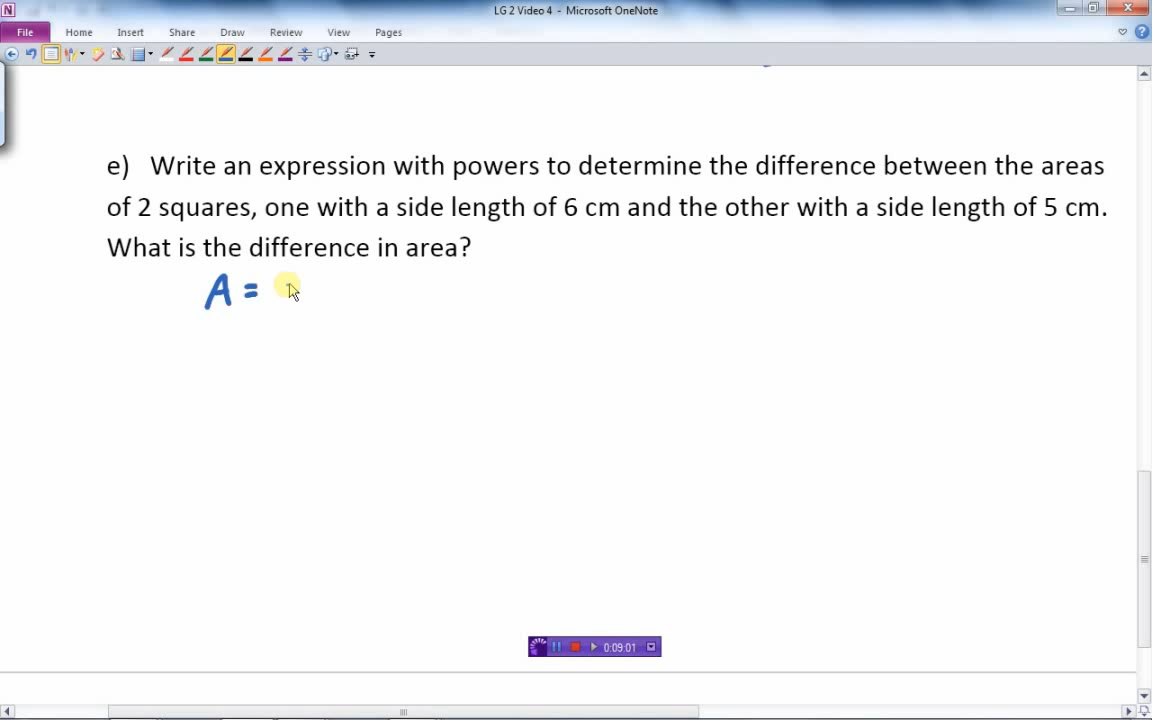 LG 2 Video 4 - Microsoft OneNote
File Home Insert Share Draw Review View Pages
e) Write an expression with powers to determine the difference between the areas
of 2 squares, one with a side length of 6 cm and the other with a side length of 5 cm.
What is the difference in area?
A =
0:09:01